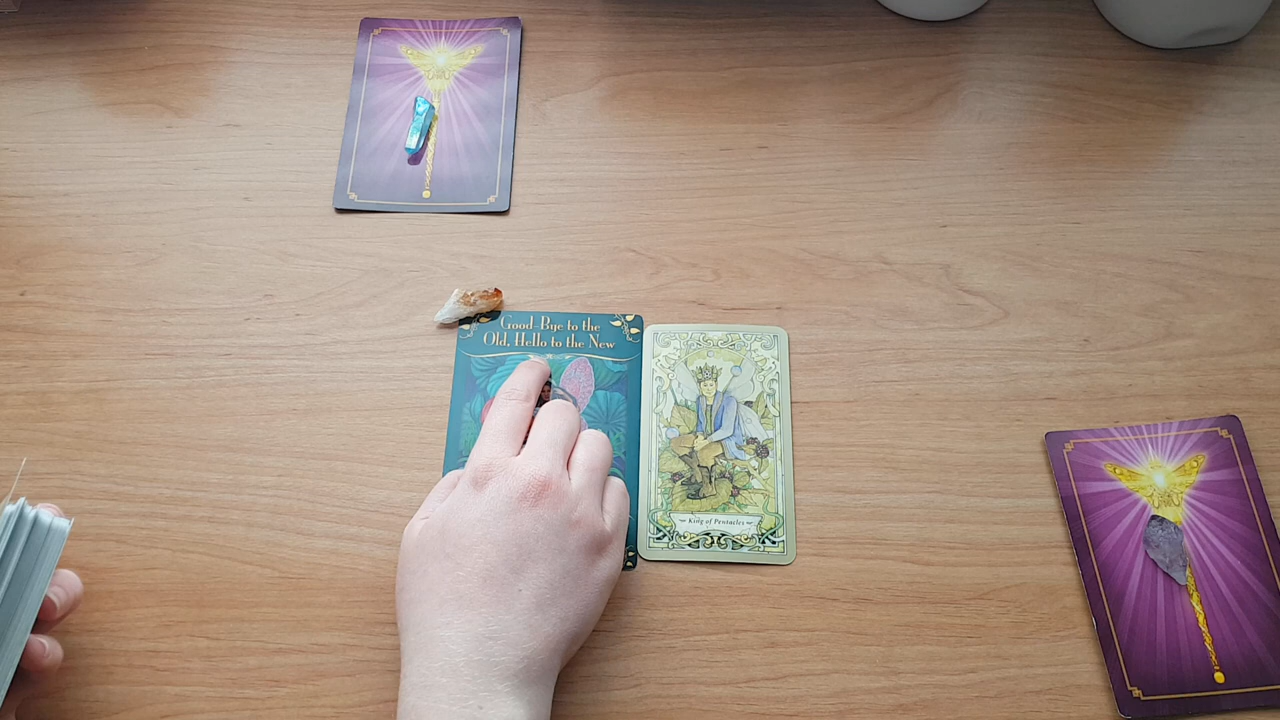 Good-Bye to the
Old, Hello to the New
King of Pentacles